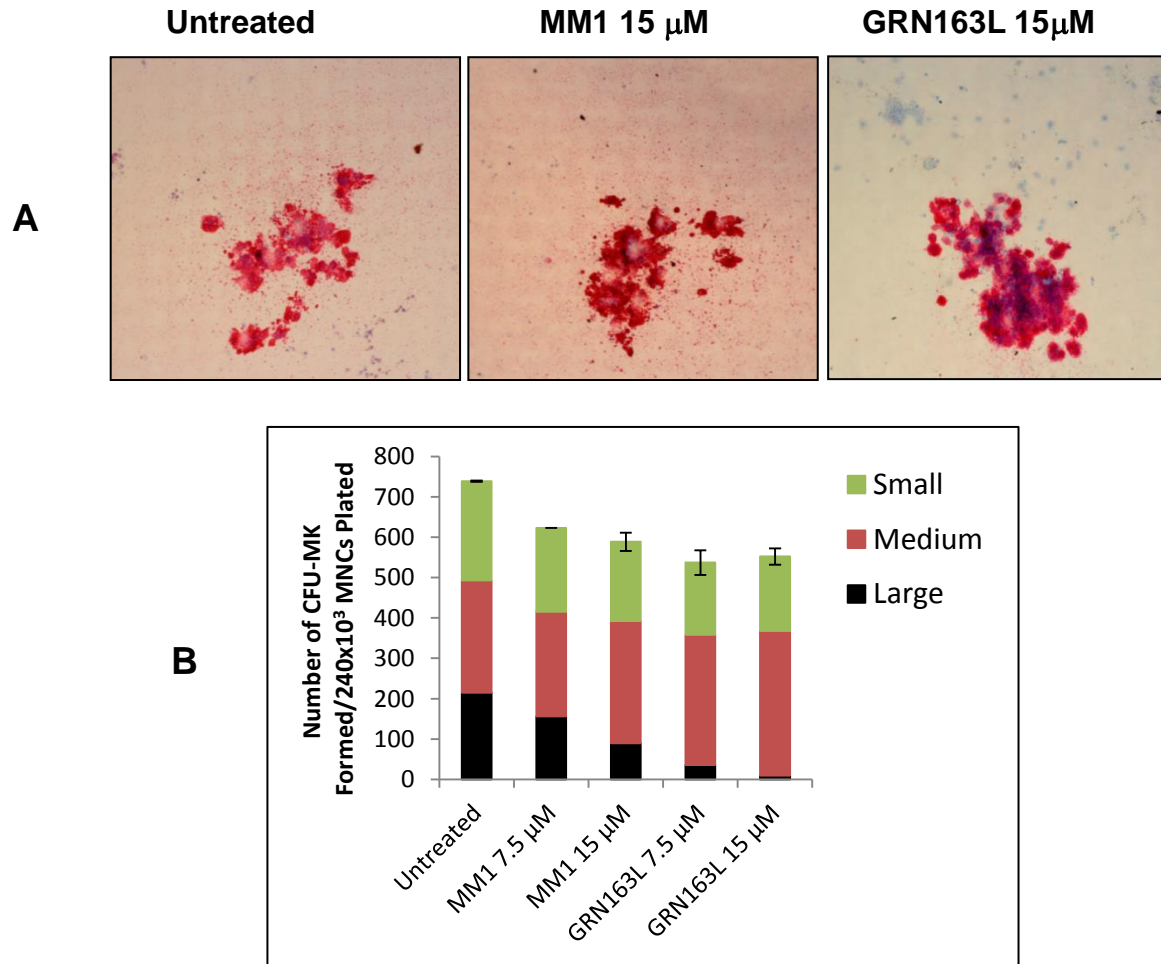 Untreated MM1 15 μM GRN163L 15μM
A
B
Number of CFU-MK
Formed/240x10³ MNCs Plated
800
700
600
500
400
300
200
100
0
Small
Medium
Large
Untreated
MM1 7.5 μM
MM1 15 μM
GRN163L 7.5 μM
GRN163L 15 μM